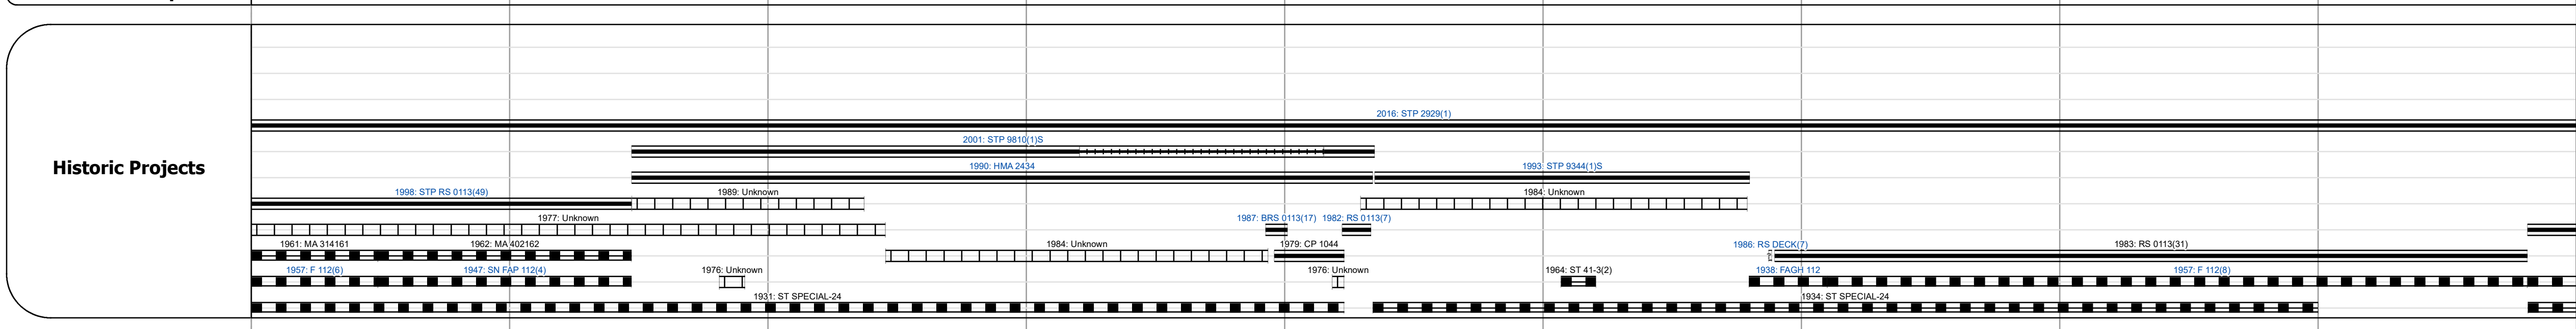 2016: STP 2929(1)
2001: STP 9810(1)S
Historic Projects
1990: HMA 2434
1993: STP 9344(1)S
1998: STP RS 0113(49)
1989: Unknown
1984: Unknown
1977: Unknown
1987: BRS 0113(17)
1982: RS 0113(7)
1961: MA 314161
1962: MA 402162
1984: Unknown
1979: CP 1044
1986: RS DECK(7)
1983: RS 0113(31)
1957: F 112(6)
1947: SN FAP 112(4)
1976: Unknown
1976: Unknown
1964: ST 41-3(2)
1938: FAGH 112
1957: F 112(8)
1931: ST SPECIAL-24
1934: ST SPECIAL-24